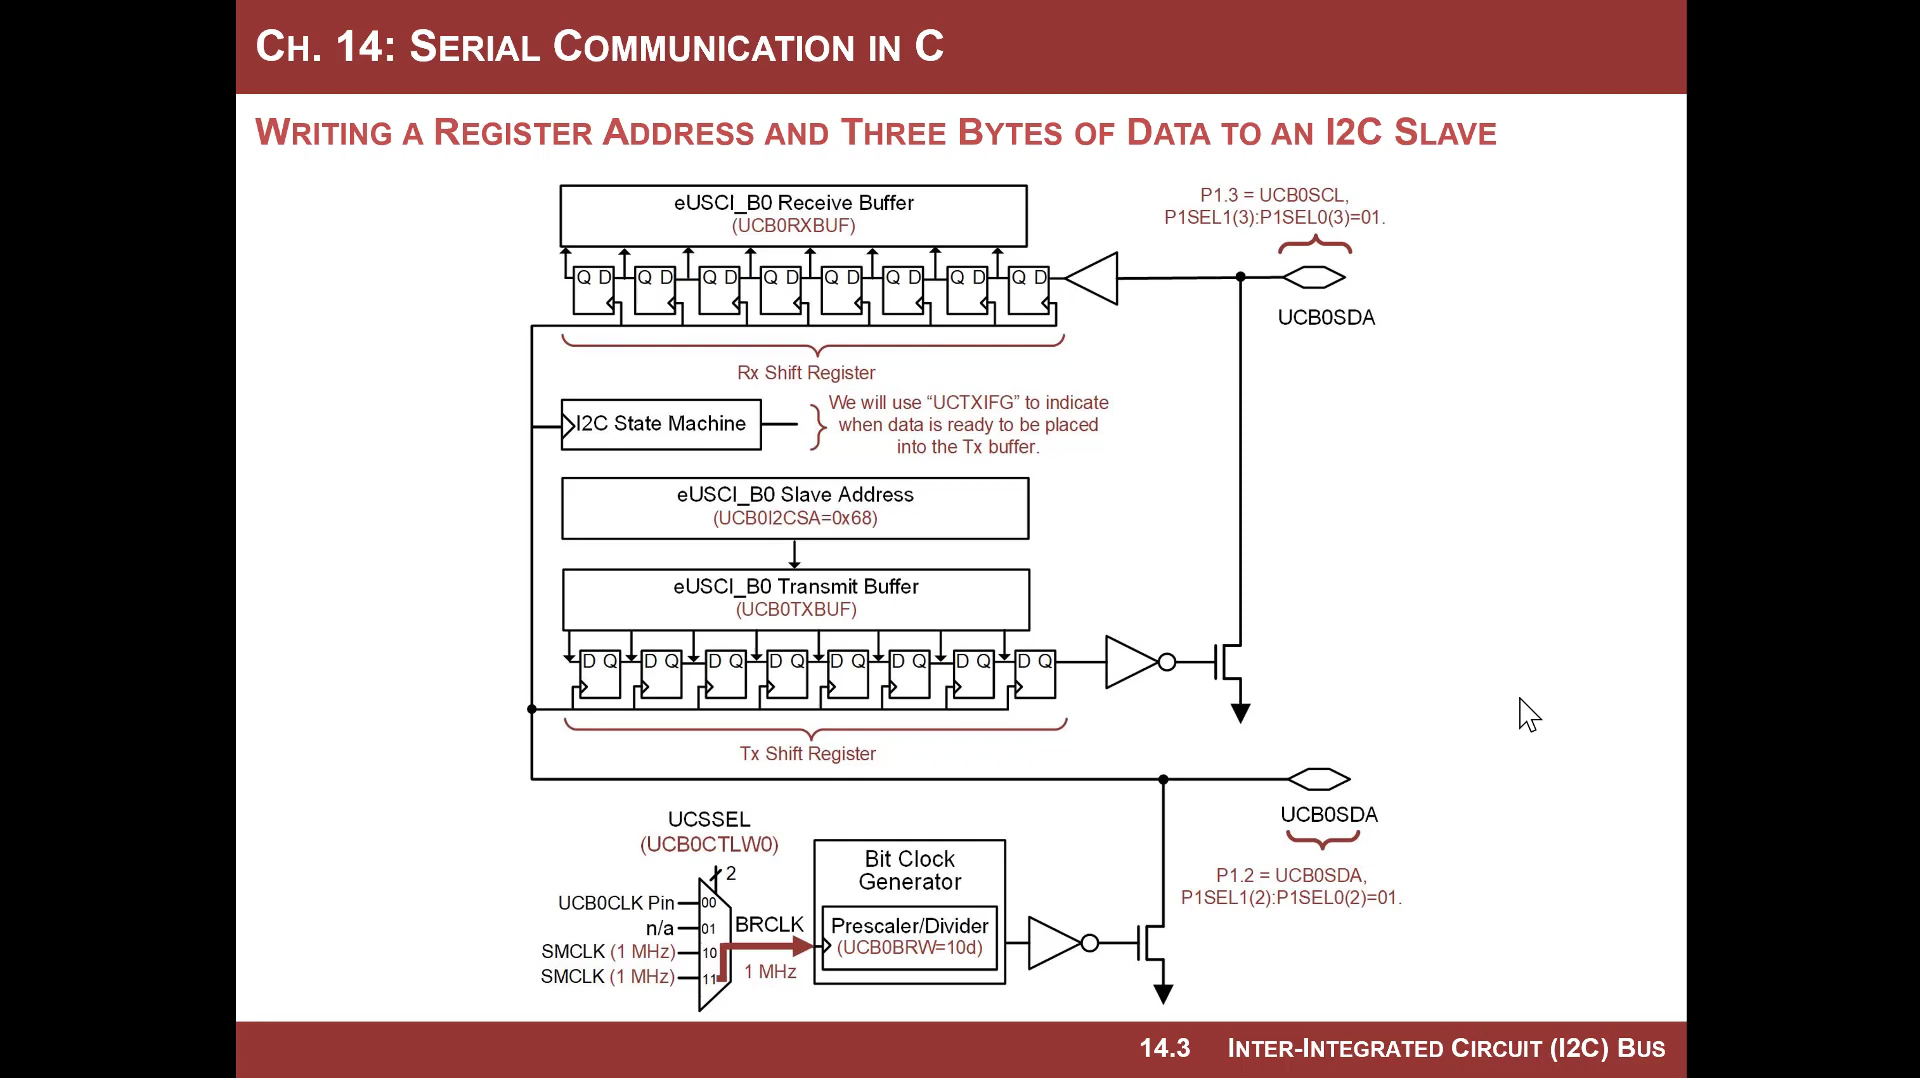 CH. 14: SERIAL COMMUNICATION IN C
WRITING A REGISTER ADDRESS AND THREE BYTES OF DATA TO AN I2C SLAVE
eUSCI_B0 Receive Buffer
(UCB0RXBUF)
P1.3 = UCB0SCL,
P1SEL1(3):P1SEL0(3)=01.
Q D Q D Q D Q D Q D Q D Q D Q D
UCB0SDA
Rx Shift Register
I2C State Machine
We will use “UCTXIFG” to indicate
when data is ready to be placed
into the Tx buffer.
eUSCI_B0 Slave Address
(UCB0I2CSA=0x68)
eUSCI_B0 Transmit Buffer
(UCB0TXBUF)
D Q D Q D Q D Q D Q D Q D Q D Q
Tx Shift Register
UCB0SDA
P1.2 = UCB0SDA,
P1SEL1(2):P1SEL0(2)=01.
UCSSEL
(UCB0CTLW0)
2
UCB0CLK Pin 00
n/a 01
SMCLK (1 MHz) 10
SMCLK (1 MHz) 11
BRCLK
1 MHz
Bit Clock
Generator
Prescaler/Divider
(UCB0BRW=10d)
14.3 INTER-INTEGRATED CIRCUIT (I2C) BUS